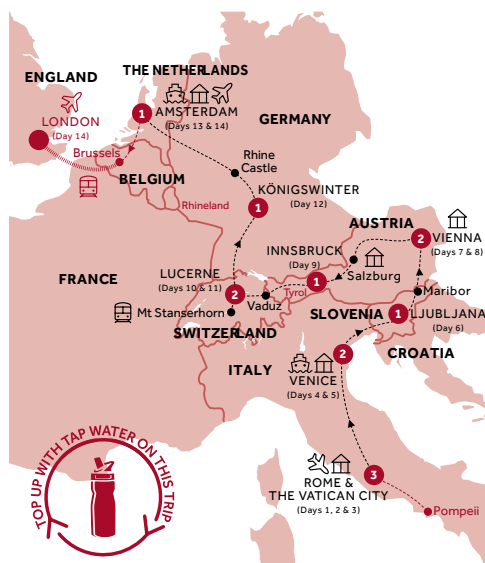 ENGLAND
LONDON
(Day 14)
THE NETHERLANDS
1
AMSTERDAM
(Days 13 & 14)
GERMANY
Brussels
BELGIUM
Rhine
Castle
Rhineland
1
KÖNIGSWINTER
(Day 12)
AUSTRIA
2
VIENNA
(Days 7 & 8)
INNSBRUCK
(Day 9)
1
Salzburg
Tyrol
FRANCE
LUCERNE
(Days 10 & 11)
2
Vaduz
Mt Stanserhorn
SWITZERLAND
Maribor
SLOVENIA
1
LJUBLJANA
(Day 6)
CROATIA
ITALY
2
VENICE
(Days 4 & 5)
3
ROME &
THE VATICAN CITY
(Days 1, 2 & 3)
Pompeii
TOP UP WITH TAP WATER ON THIS TRIP